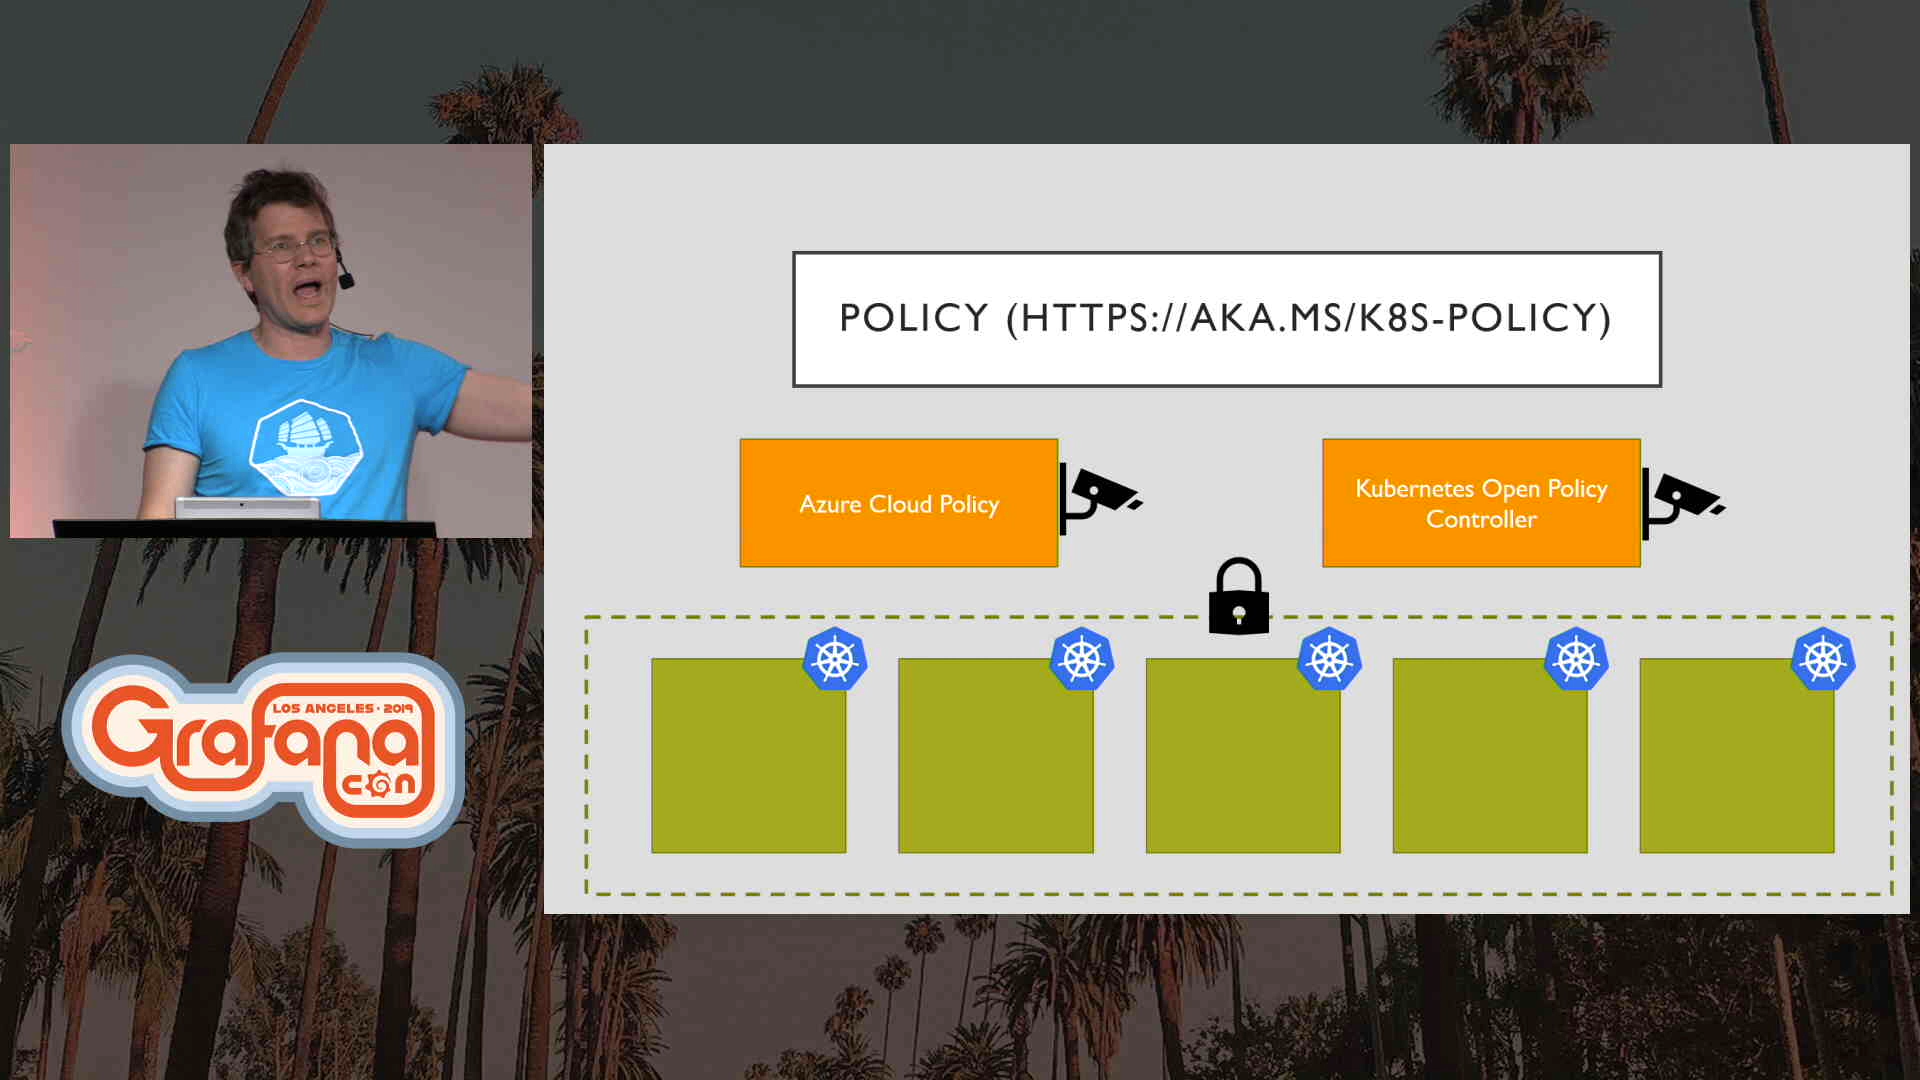 POLICY (HTTPS://AKA.MS/K8S-POLICY)
Azure Cloud Policy
Kubernetes Open Policy
Controller
LOS ANGELES · 2019
Grafana
con